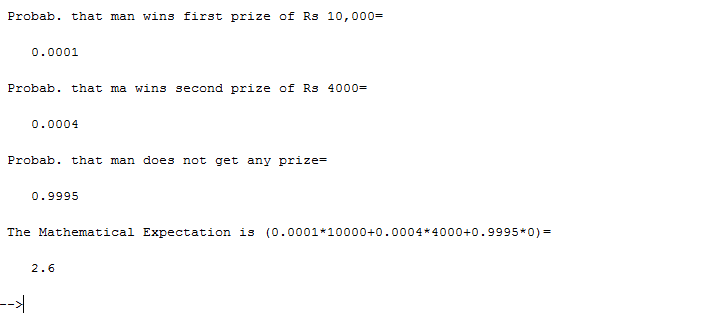 Probab. that man wins first prize of Rs 10,000=
0.0001
Probab. that ma wins second prize of Rs 4000=
0.0004
Probab. that man does not get any prize=
0.9995
The Mathematical Expectation is (0.0001*10000+0.0004*4000+0.9995*0)=
2.6
-->